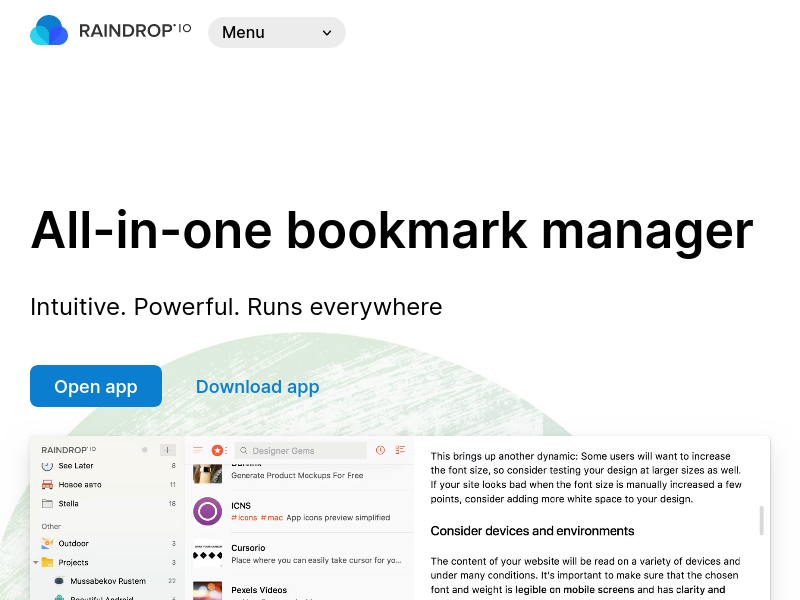 RAINDROP.IO
Menu
All-in-one bookmark manager
Intuitive. Powerful. Runs everywhere
Open app
Download app
RAINDROP.IO
See Later 8
Новое авто 11
Stella 18
Other
Outdoor 3
Projects 3
Mussabekov Rustem 22
Beautiful Android
Designer Gems
Generate Product Mockups For Free
ICNS
#icons #mac App icons preview simplified
Cursorio
Place where you can easily take cursor for yo...
Pexels Videos
This brings up another dynamic: Some users will want to increase
the font size, so consider testing your design at larger sizes as well.
If your site looks bad when the font size is manually increased a few
points, consider adding more white space to your design.
Consider devices and environments
The content of your website will be read on a variety of devices and
under many conditions. It's important to make sure that the chosen
font and weight is legible on mobile screens and has clarity and